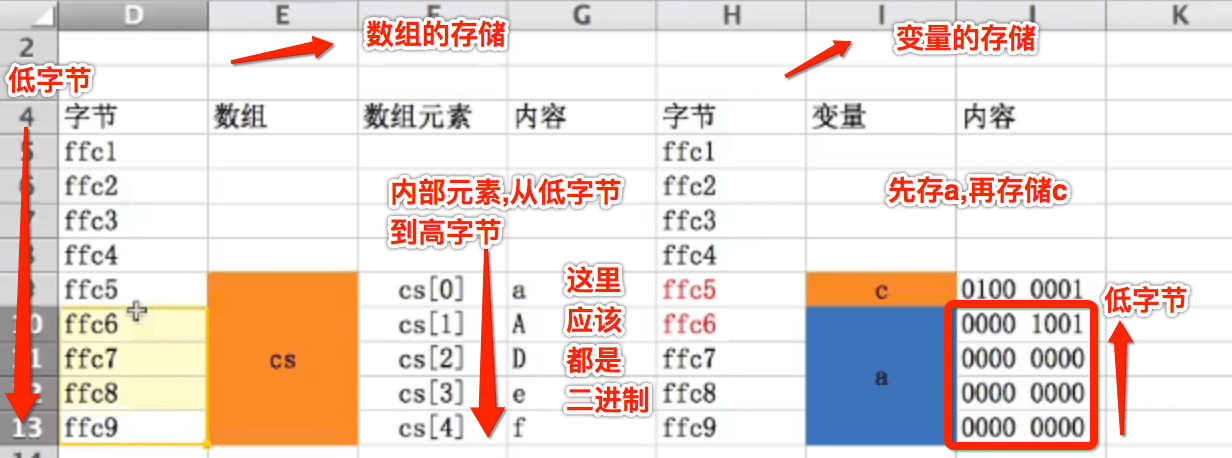 D E F G H I J K
2 数组的存储 变量的存储
低字节
4 字节 数组 数组元素 内容 字节 变量 内容
5 ffc1 ffc1
6 ffc2 ffc2
内部元素,从低字节
到高字节
先存a,再存储c
7 ffc3 ffc3
ffc4 ffc4
ffc5 cs[0] a 这里 ffc5 c 0100 0001
低字节
10 ffc6 cs[1] A 应该 ffc6 0000 1001
11 ffc7 cs cs[2] D 都是 ffc7 a 0000 0000
12 ffc8 cs[3] e 二进制 ffc8 0000 0000
13 ffc9 cs[4] f ffc9 0000 0000